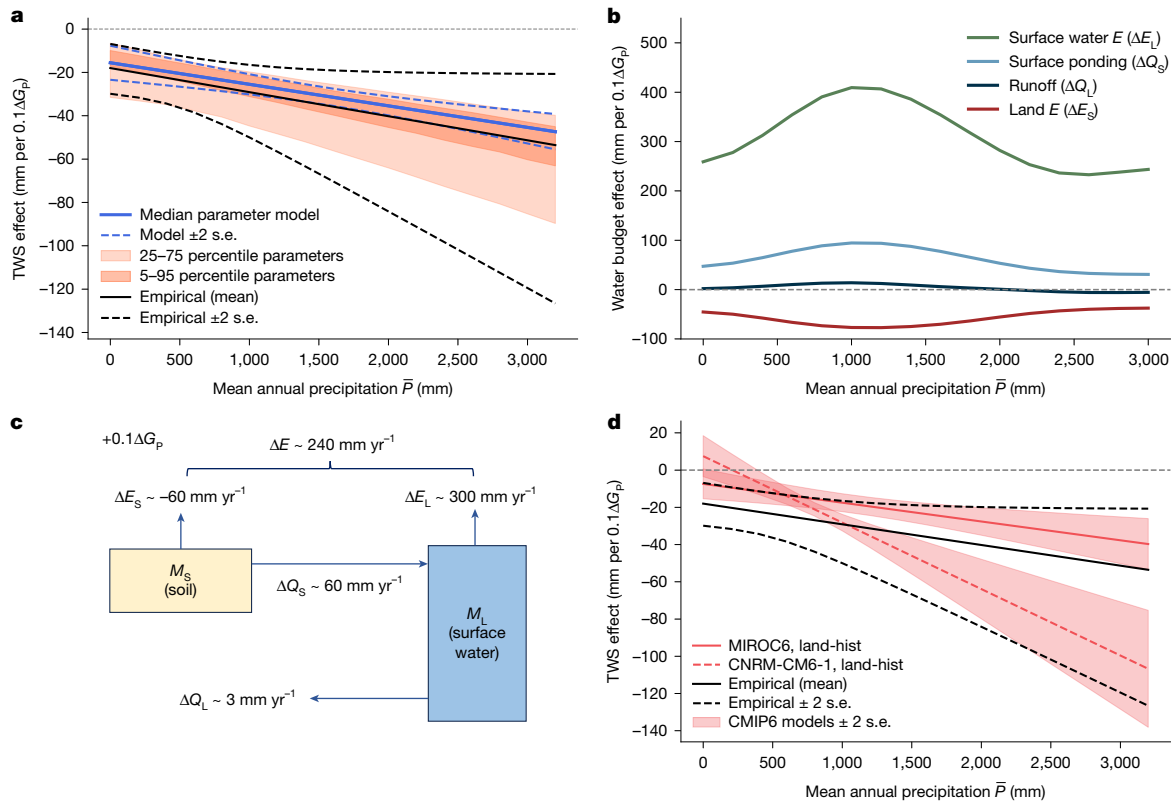 a
TWS effect (mm per 0.1ΔG_P)
0
−20
−40
−60
−80
−100
−120
−140
Median parameter model
Model ±2 s.e.
25–75 percentile parameters
5–95 percentile parameters
Empirical (mean)
Empirical ±2 s.e.
0 500 1,000 1,500 2,000 2,500 3,000
Mean annual precipitation P̅ (mm)
b
Water budget effect (mm per 0.1ΔG_P)
500
400
300
200
100
0
−100
Surface water E (ΔE_L)
Surface ponding (ΔQ_S)
Runoff (ΔQ_L)
Land E (ΔE_S)
0 500 1,000 1,500 2,000 2,500 3,000
Mean annual precipitation P̅ (mm)
c
+0.1ΔG_P
ΔE ~ 240 mm yr⁻¹
ΔE_S ~ −60 mm yr⁻¹
ΔE_L ~ 300 mm yr⁻¹
M_S
(soil)
ΔQ_S ~ 60 mm yr⁻¹
M_L
(surface
water)
ΔQ_L ~ 3 mm yr⁻¹
d
TWS effect (mm per 0.1ΔG_P)
20
0
−20
−40
−60
−80
−100
−120
−140
MIROC6, land-hist
CNRM-CM6-1, land-hist
Empirical (mean)
Empirical ± 2 s.e.
CMIP6 models ± 2 s.e.
0 500 1,000 1,500 2,000 2,500 3,000
Mean annual precipitation P̅ (mm)